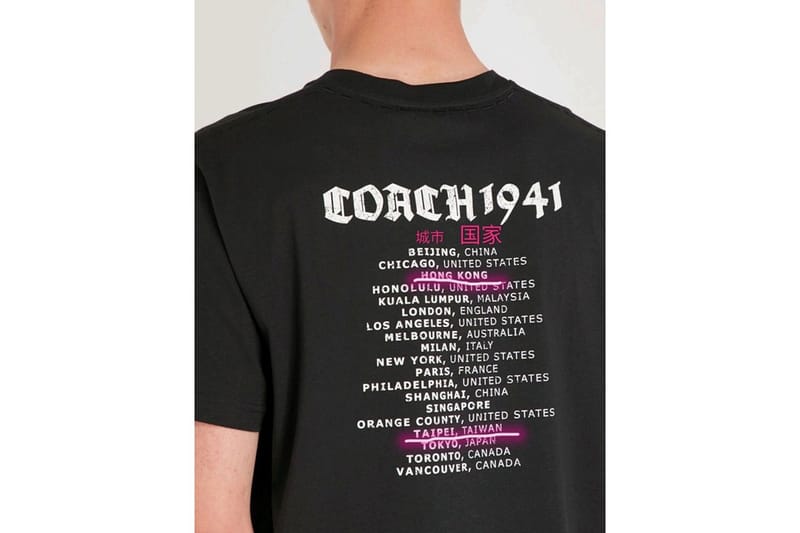 COACH1941
城市 国家
BEIJING, CHINA
CHICAGO, UNITED STATES
HONG KONG
HONOLULU, UNITED STATES
KUALA LUMPUR, MALAYSIA
LONDON, ENGLAND
LOS ANGELES, UNITED STATES
MELBOURNE, AUSTRALIA
MILAN, ITALY
NEW YORK, UNITED STATES
PARIS, FRANCE
PHILADELPHIA, UNITED STATES
SHANGHAI, CHINA
SINGAPORE
ORANGE COUNTY, UNITED STATES
TAIPEI, TAIWAN
TOKYO, JAPAN
TORONTO, CANADA
VANCOUVER, CANADA